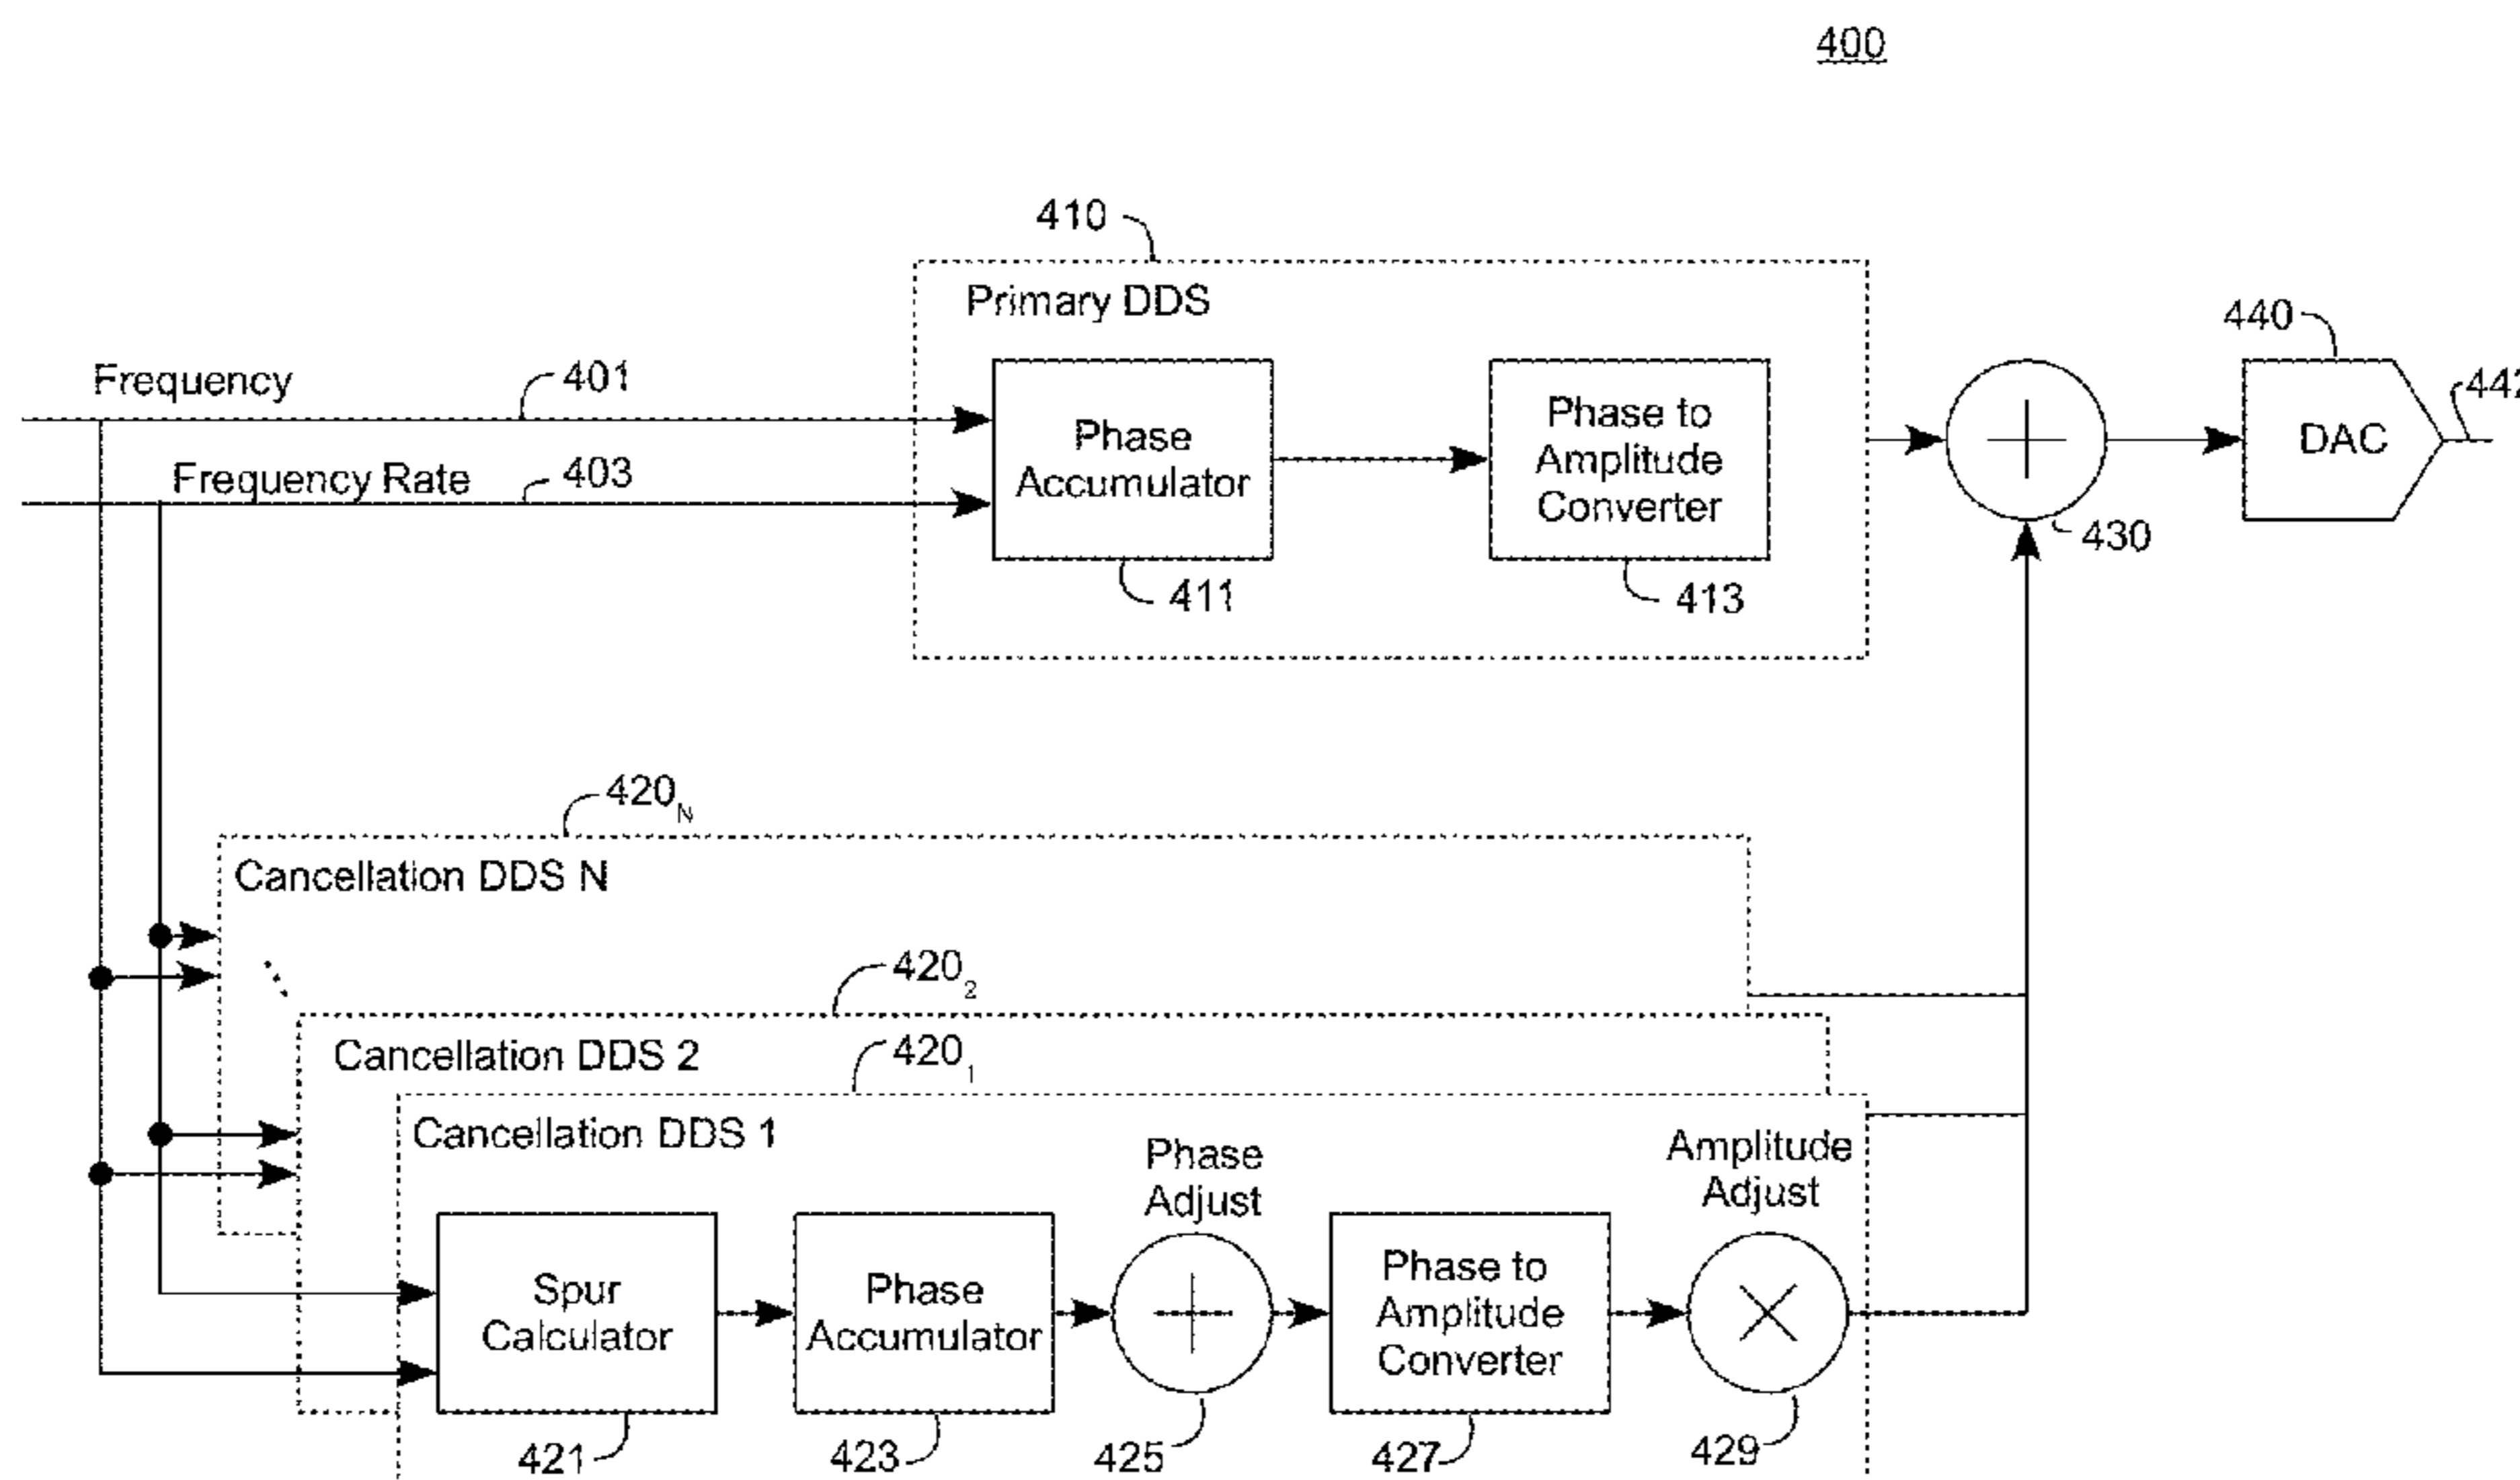 400
410
Primary DDS
440
Frequency
401
442
Phase
Accumulator
Phase to
Amplitude
Converter
DAC
Frequency Rate
403
430
411
413
420N
Cancellation DDS N
4202
Cancellation DDS 2
4201
Cancellation DDS 1
Phase
Adjust
Amplitude
Adjust
Spur
Calculator
Phase
Accumulator
Phase to
Amplitude
Converter
421
423
425
427
429